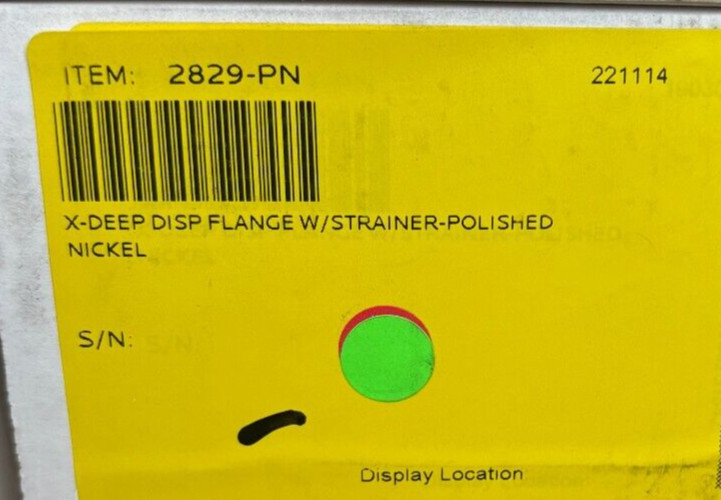 ITEM: 2829-PN 221114
X-DEEP DISP FLANGE W/STRAINER-POLISHED
NICKEL
S/N:
Display Location